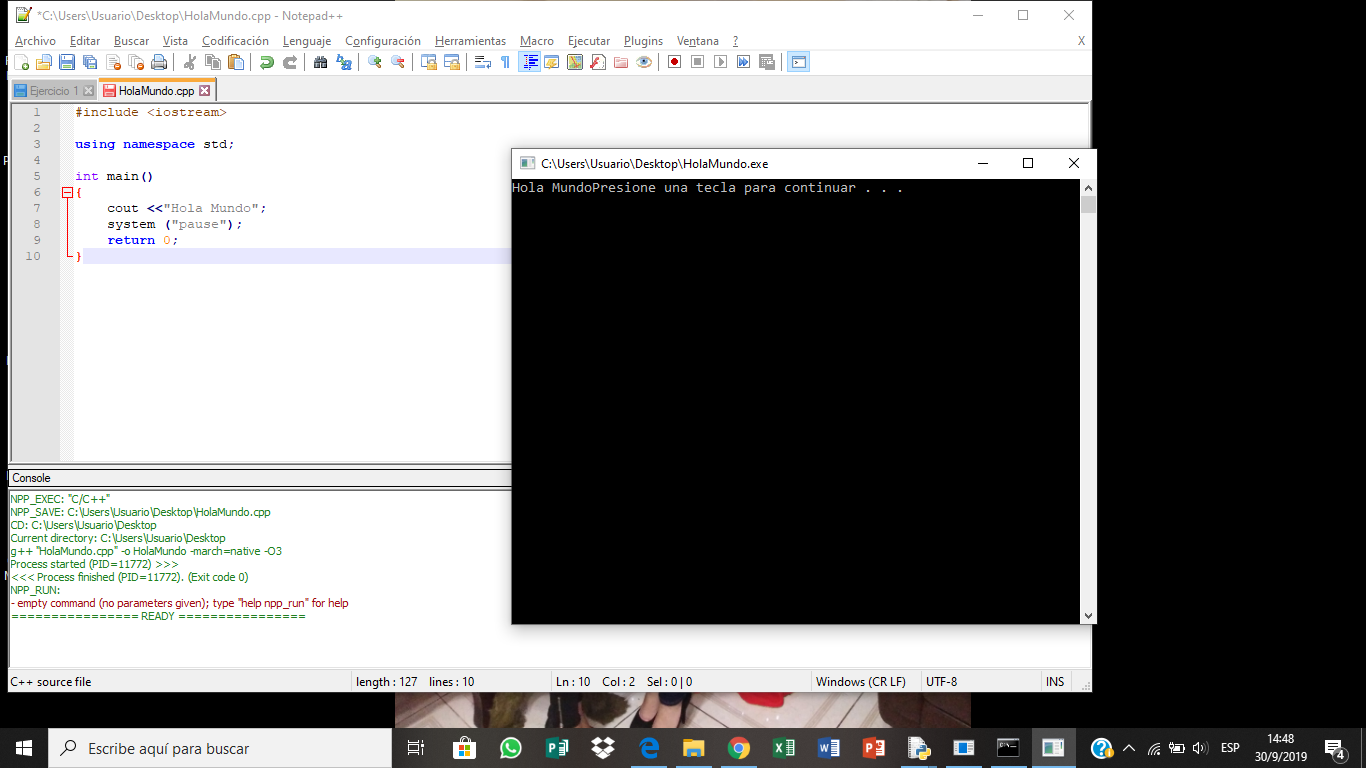 *C:\Users\Usuario\Desktop\HolaMundo.cpp - Notepad++
Archivo Editar Buscar Vista Codificación Lenguaje Configuración Herramientas Macro Ejecutar Plugins Ventana ? X
Ejercicio 1 HolaMundo.cpp
1 #include <iostream>
2
3 using namespace std;
4
5 int main()
6 {
7 cout <<"Hola Mundo";
8 system ("pause");
9 return 0;
10 }
C:\Users\Usuario\Desktop\HolaMundo.exe
Hola MundoPresione una tecla para continuar . . .
Console
NPP_EXEC: "C/C++"
NPP_SAVE: C:\Users\Usuario\Desktop\HolaMundo.cpp
CD: C:\Users\Usuario\Desktop
Current directory: C:\Users\Usuario\Desktop
g++ "HolaMundo.cpp" -o HolaMundo -march=native -O3
Process started (PID=11772) >>>
<<< Process finished (PID=11772). (Exit code 0)
NPP_RUN:
- empty command (no parameters given); type "help npp_run" for help
================ READY ================
C++ source file length : 127 lines : 10 Ln : 10 Col : 2 Sel : 0 | 0 Windows (CR LF) UTF-8 INS
Escribe aquí para buscar
ESP
14:48
30/9/2019
4